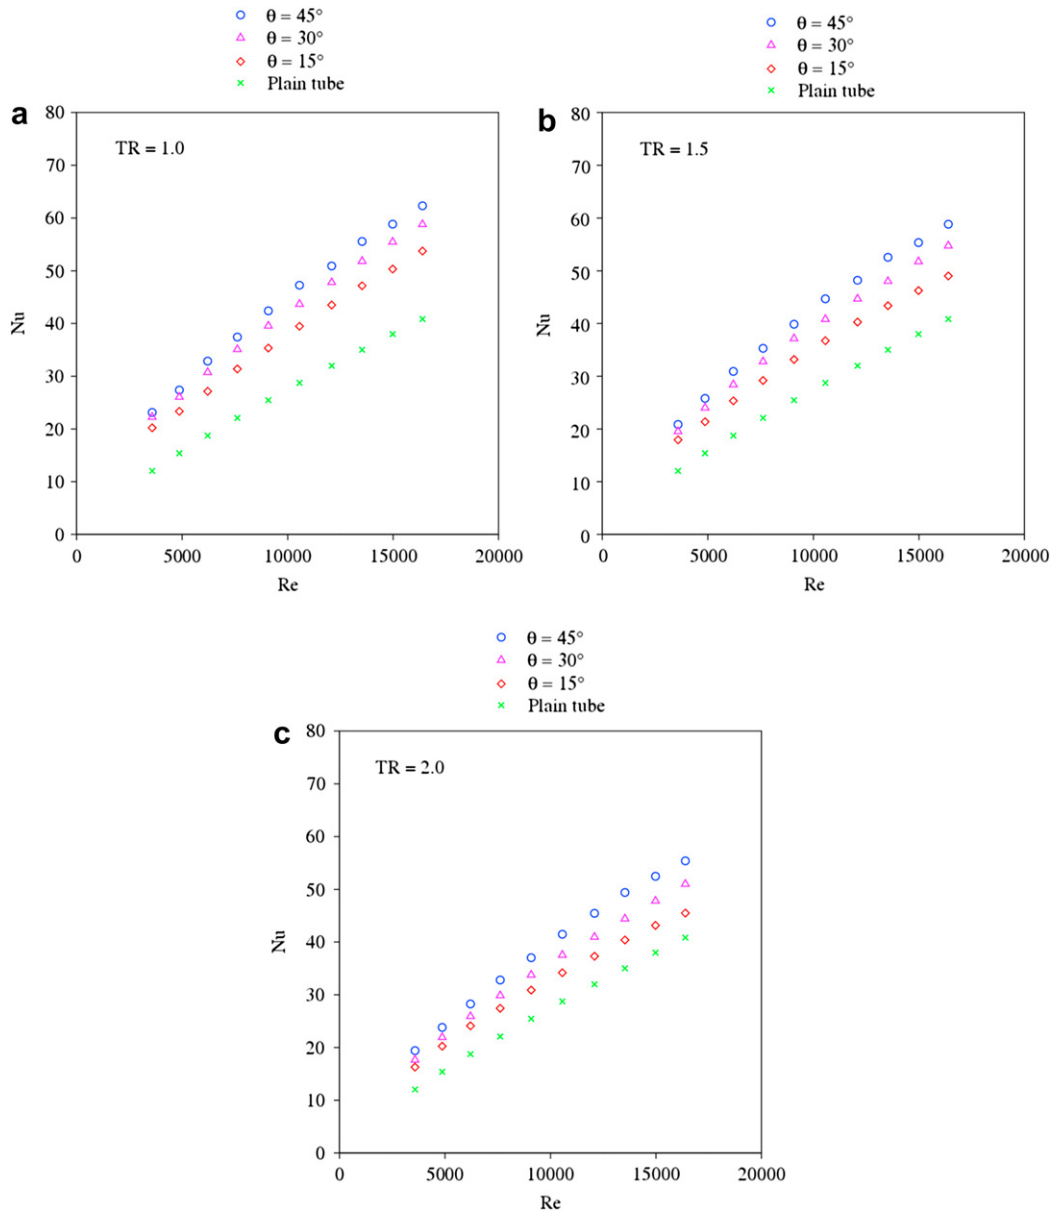 θ = 45°
θ = 30°
θ = 15°
Plain tube
a
TR = 1.0
80
70
60
50
40
30
20
10
0
Nu
0 5000 10000 15000 20000
Re
θ = 45°
θ = 30°
θ = 15°
Plain tube
b
TR = 1.5
80
70
60
50
40
30
20
10
0
Nu
0 5000 10000 15000 20000
Re
θ = 45°
θ = 30°
θ = 15°
Plain tube
c
TR = 2.0
80
70
60
50
40
30
20
10
0
Nu
0 5000 10000 15000 20000
Re